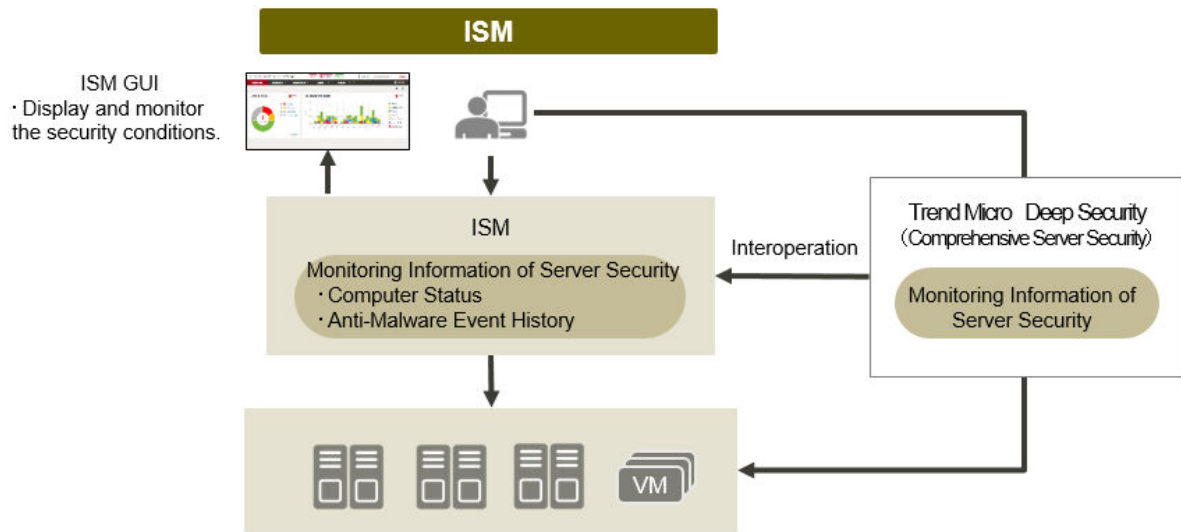 ISM
ISM GUI
・Display and monitor
the security conditions.
ISM
Monitoring Information of Server Security
・Computer Status
・Anti-Malware Event History
Interoperation
Trend Micro Deep Security
(Comprehensive Server Security)
Monitoring Information of
Server Security
VM